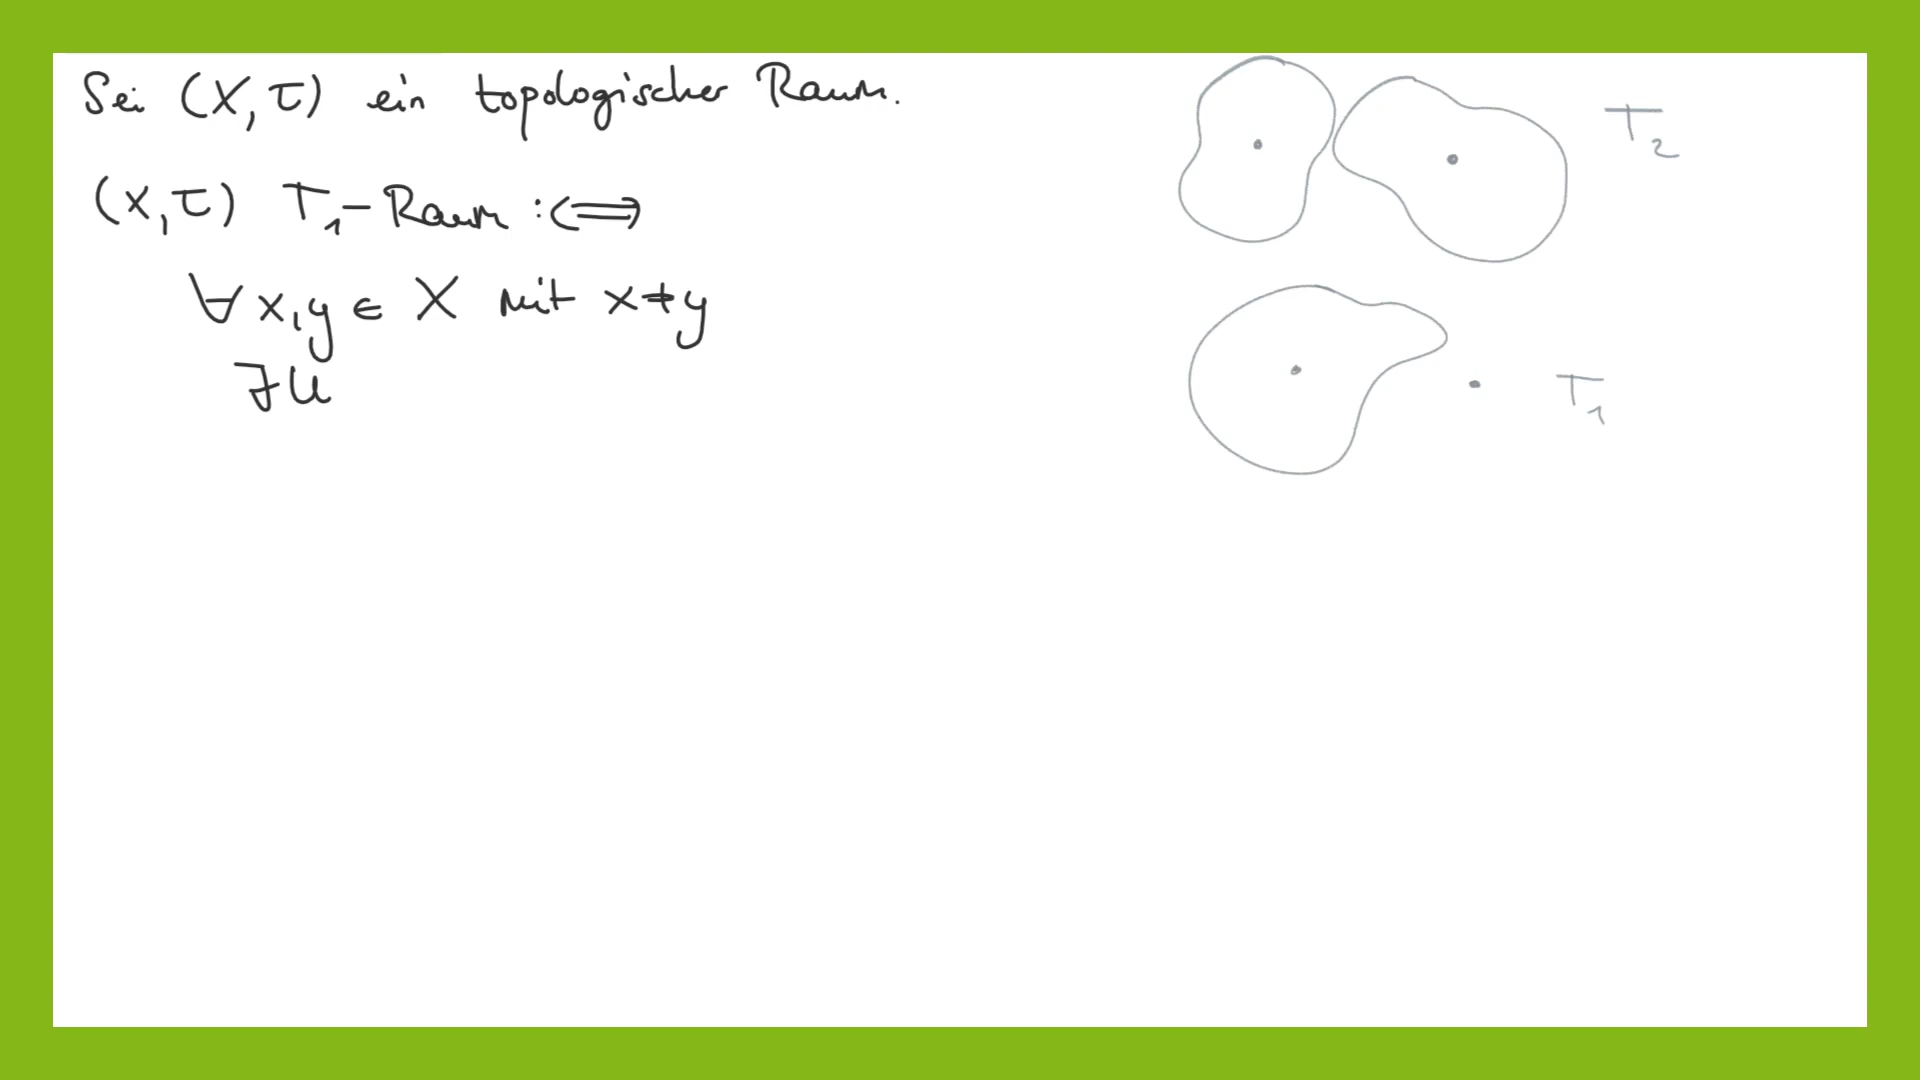 Sei (X,τ) ein topologischer Raum.
(X,τ) T₁-Raum :⟺
∀ x,y ∈ X mit x≠y
∃ U
T₂
T₁